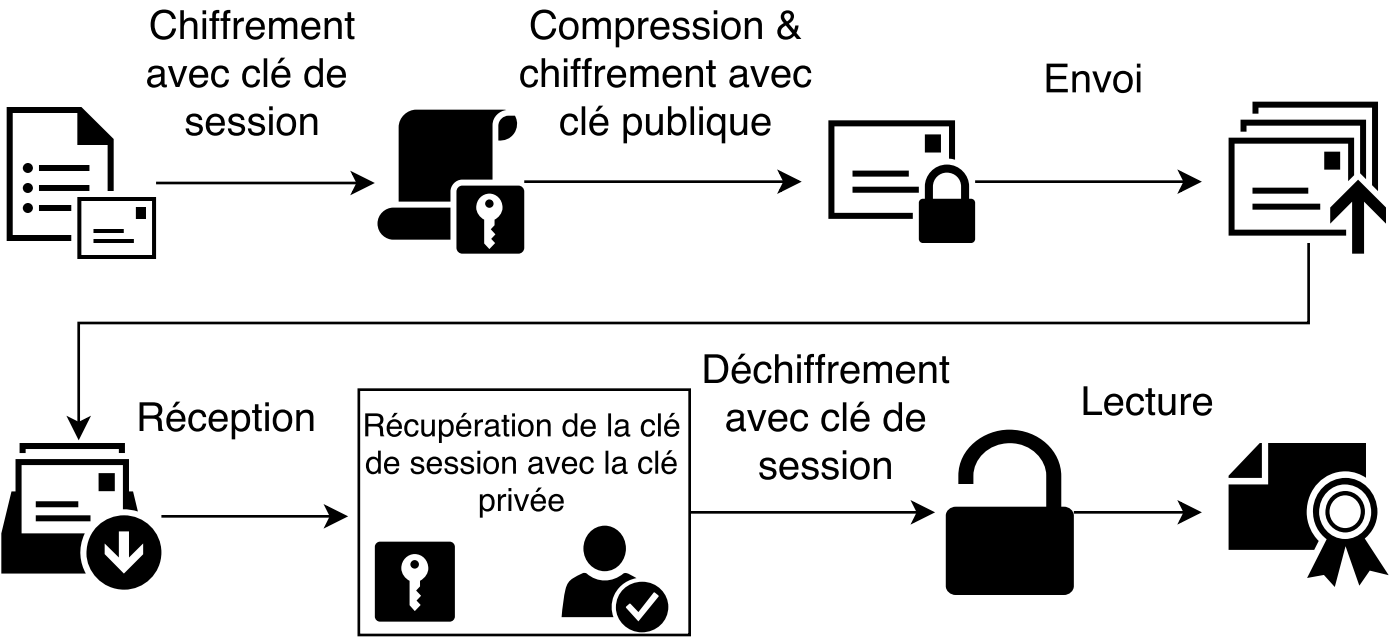 Chiffrement
avec clé de
session
Compression &
chiffrement avec
clé publique
Envoi
Réception
Récupération de la clé
de session avec la clé
privée
Déchiffrement
avec clé de
session
Lecture